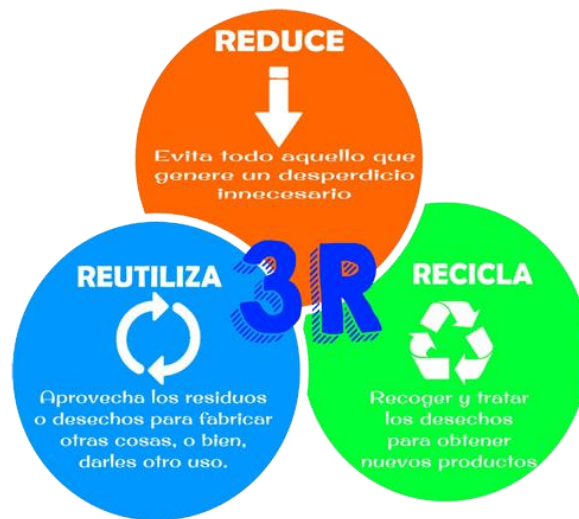 REDUCE
Evita todo aquello que
genere un desperdicio
innecesario
3R
REUTILIZA
Aprovecha los residuos
o desechos para fabricar
otras cosas, o bien,
darles otro uso.
RECICLA
Recoger y tratar
los desechos
para obtener
nuevos productos